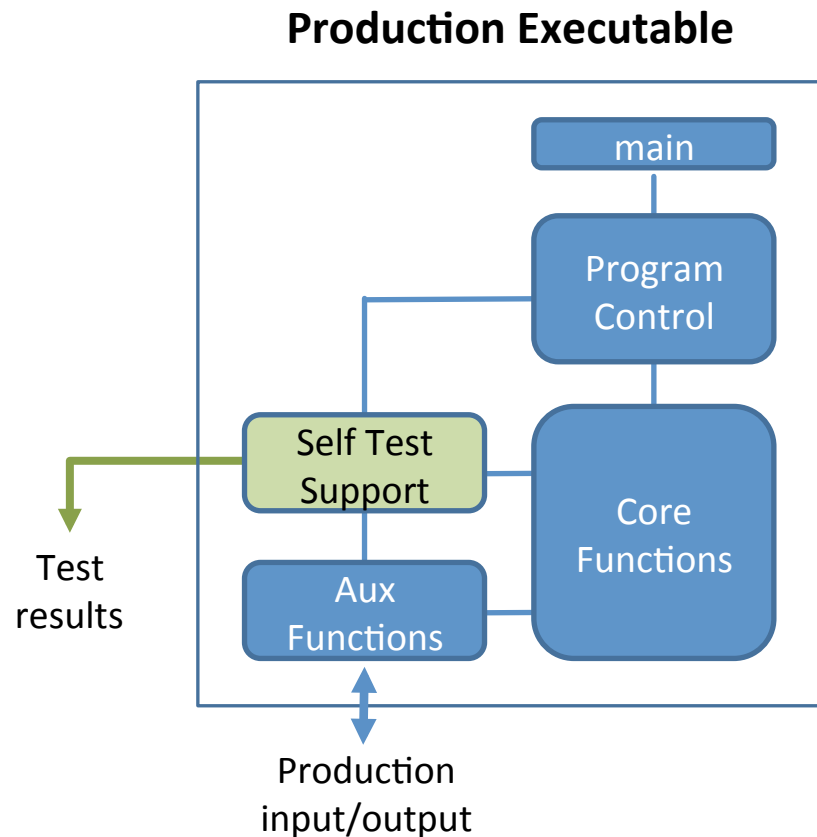 Production Executable
main
Program
Control
Self Test
Support
Core
Functions
Test
results
Aux
Functions
Production
input/output